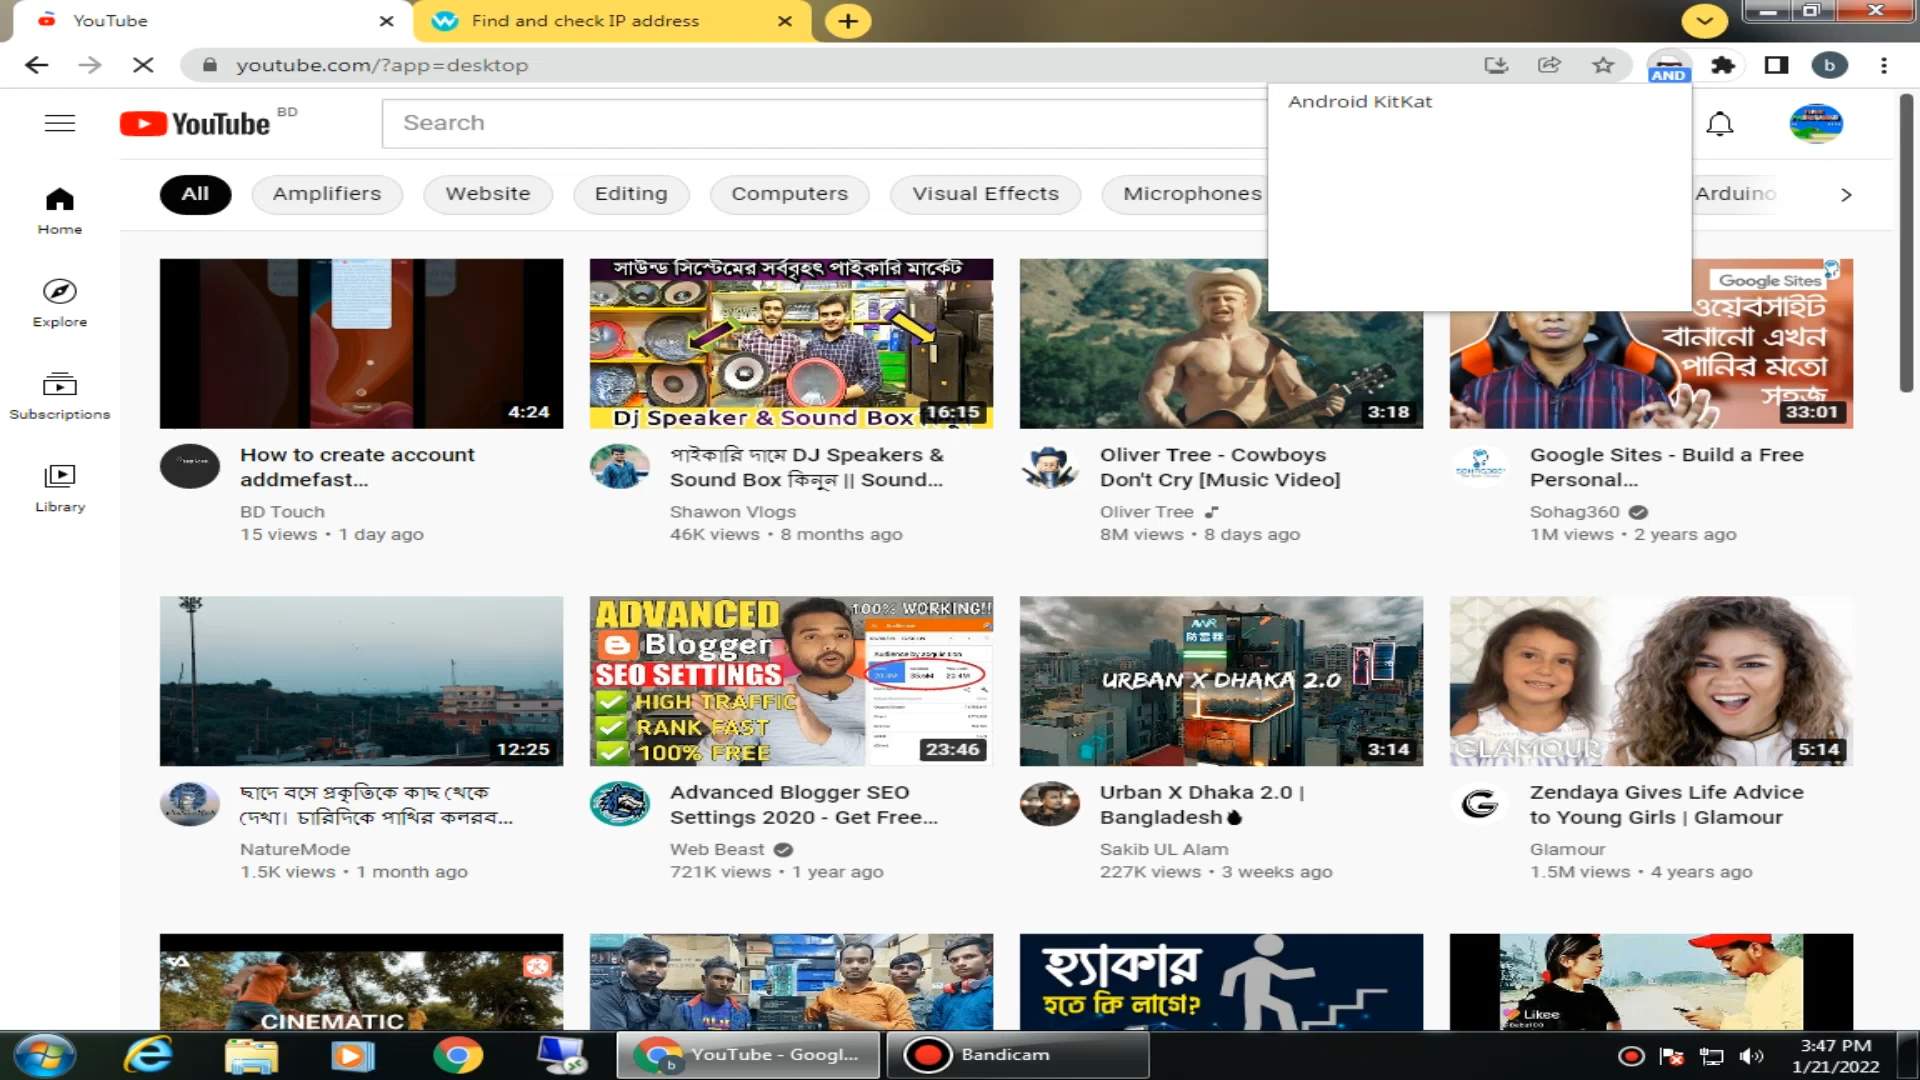 YouTube
Find and check IP address
youtube.com/?app=desktop
AND
Android KitKat
YouTube BD
Search
All
Amplifiers
Website
Editing
Computers
Visual Effects
Microphones
Arduino
Home
Explore
Subscriptions
Library
4:24
সাউন্ড সিস্টেমের সর্ববৃহৎ পাইকারি মার্কেট
Dj Speaker & Sound Box
16:15
3:18
Google Sites
ওয়েবসাইট
বানানো এখন
পানির মতো
সহজ
33:01
How to create account
addmefast...
BD Touch
15 views • 1 day ago
পাইকারি দামে DJ Speakers &
Sound Box কিনুন || Sound...
Shawon Vlogs
46K views • 8 months ago
Oliver Tree - Cowboys
Don't Cry [Music Video]
Oliver Tree
8M views • 8 days ago
Google Sites - Build a Free
Personal...
Sohag360
1M views • 2 years ago
12:25
ADVANCED
100% WORKING!!
Blogger
SEO SETTINGS
HIGH TRAFFIC
RANK FAST
100% FREE
Audience
23:46
URBAN X DHAKA 2.0
3:14
GLAMOUR
5:14
ছাদে বসে প্রকৃতিকে কাছ থেকে
দেখা। চারিদিকে পাখির কলরব...
NatureMode
1.5K views • 1 month ago
Advanced Blogger SEO
Settings 2020 - Get Free...
Web Beast
721K views • 1 year ago
Urban X Dhaka 2.0 |
Bangladesh
Sakib UL Alam
227K views • 3 weeks ago
Zendaya Gives Life Advice
to Young Girls | Glamour
Glamour
1.5M views • 4 years ago
CINEMATIC
হ্যাকার
হতে কি লাগে?
Likee
YouTube - Googl...
Bandicam
3:47 PM
1/21/2022